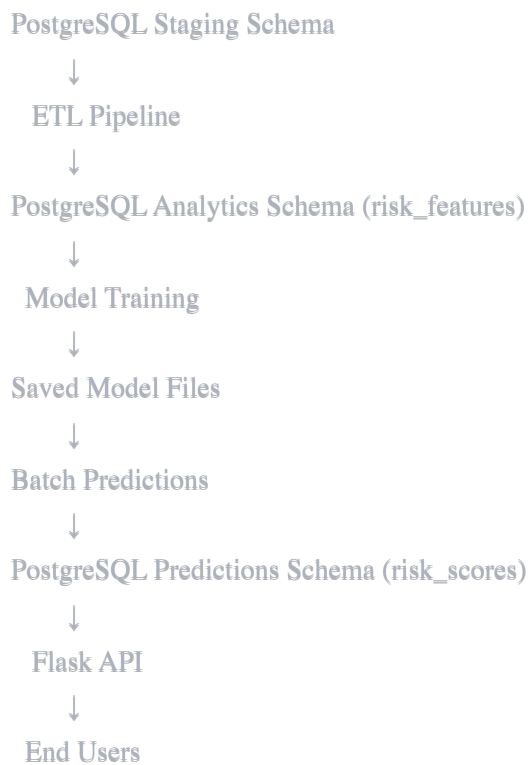 PostgreSQL Staging Schema
↓
ETL Pipeline
↓
PostgreSQL Analytics Schema (risk_features)
↓
Model Training
↓
Saved Model Files
↓
Batch Predictions
↓
PostgreSQL Predictions Schema (risk_scores)
↓
Flask API
↓
End Users